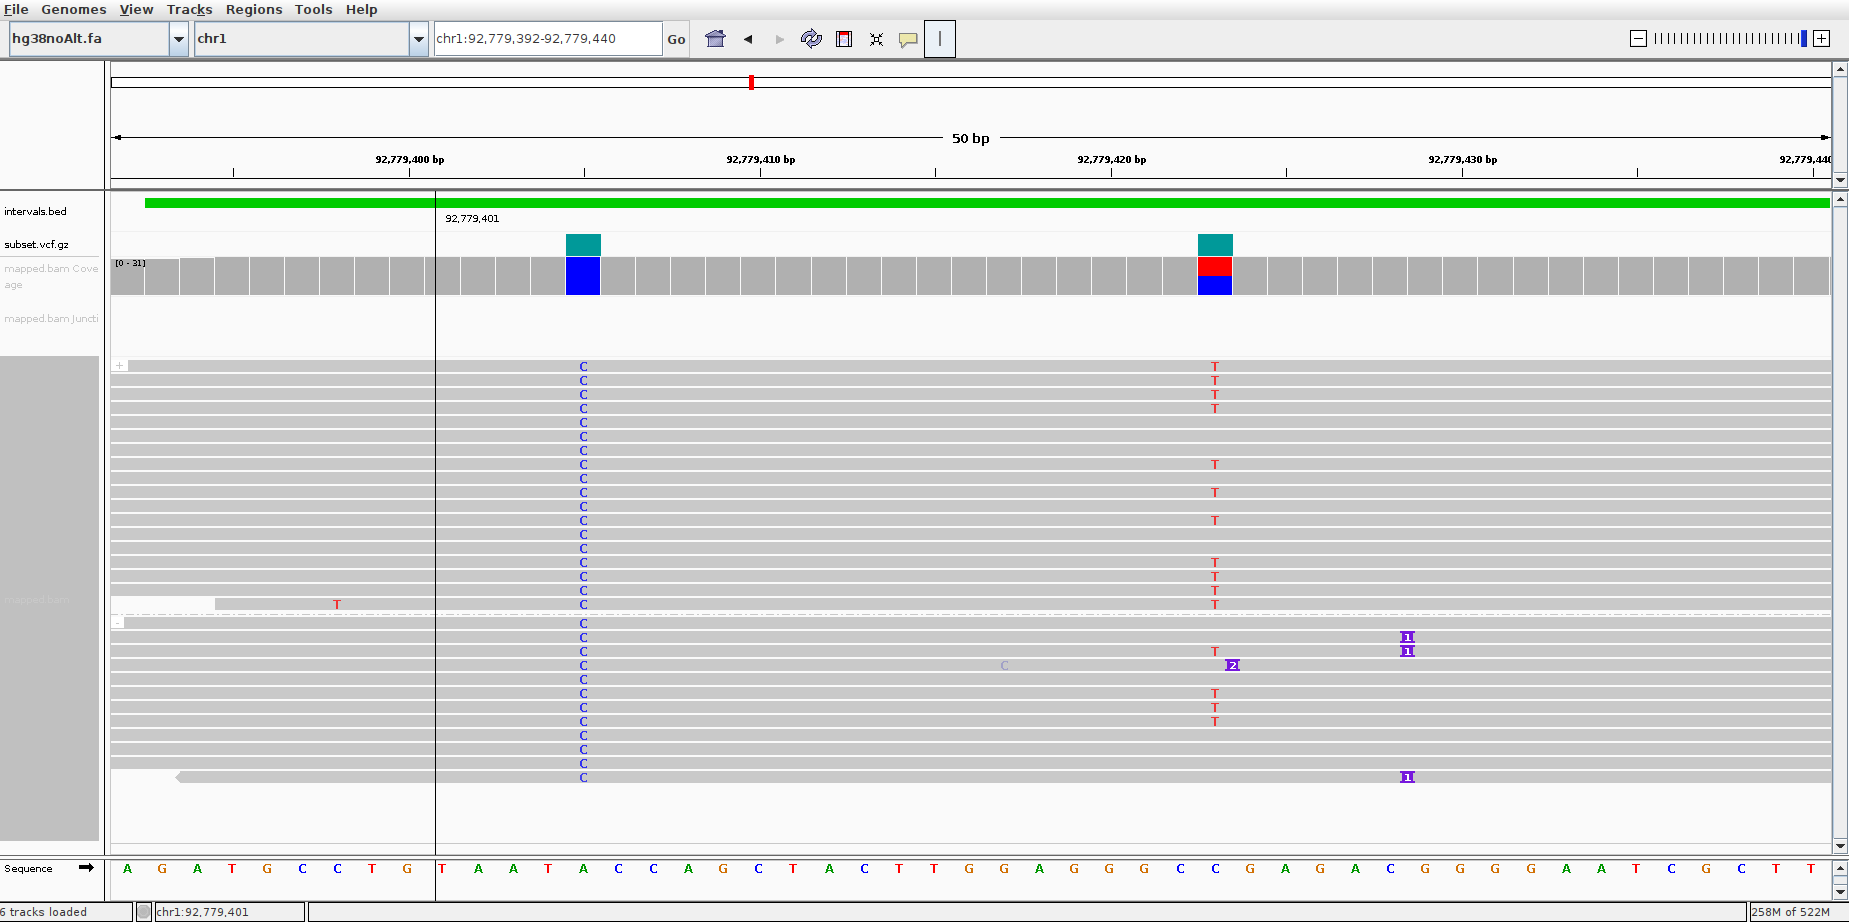 File Genomes View Tracks Regions Tools Help
hg38noAlt.fa chr1 chr1:92,779,392-92,779,440 Go
50 bp
92,779,400 bp 92,779,410 bp 92,779,420 bp 92,779,430 bp 92,779,440
intervals.bed
92,779,401
subset.vcf.gz
mapped.bam Cove [0 - 31]
age
mapped.bam Juncti
+ C T
C T
C T
C T
C
C
C
C T
C
C T
C
C T
C
C
C T
C T
C T
mapped.bam T C T
- C
C 1
C T 1
C C 2
C
C T
C T
C T
C
C
C
C 1
Sequence A G A T G C C T G T A A T A C C A G C T A C T T G G A G G G C C G A G A C G G G G A A T C G C T T
6 tracks loaded chr1:92,779,401 258M of 522M